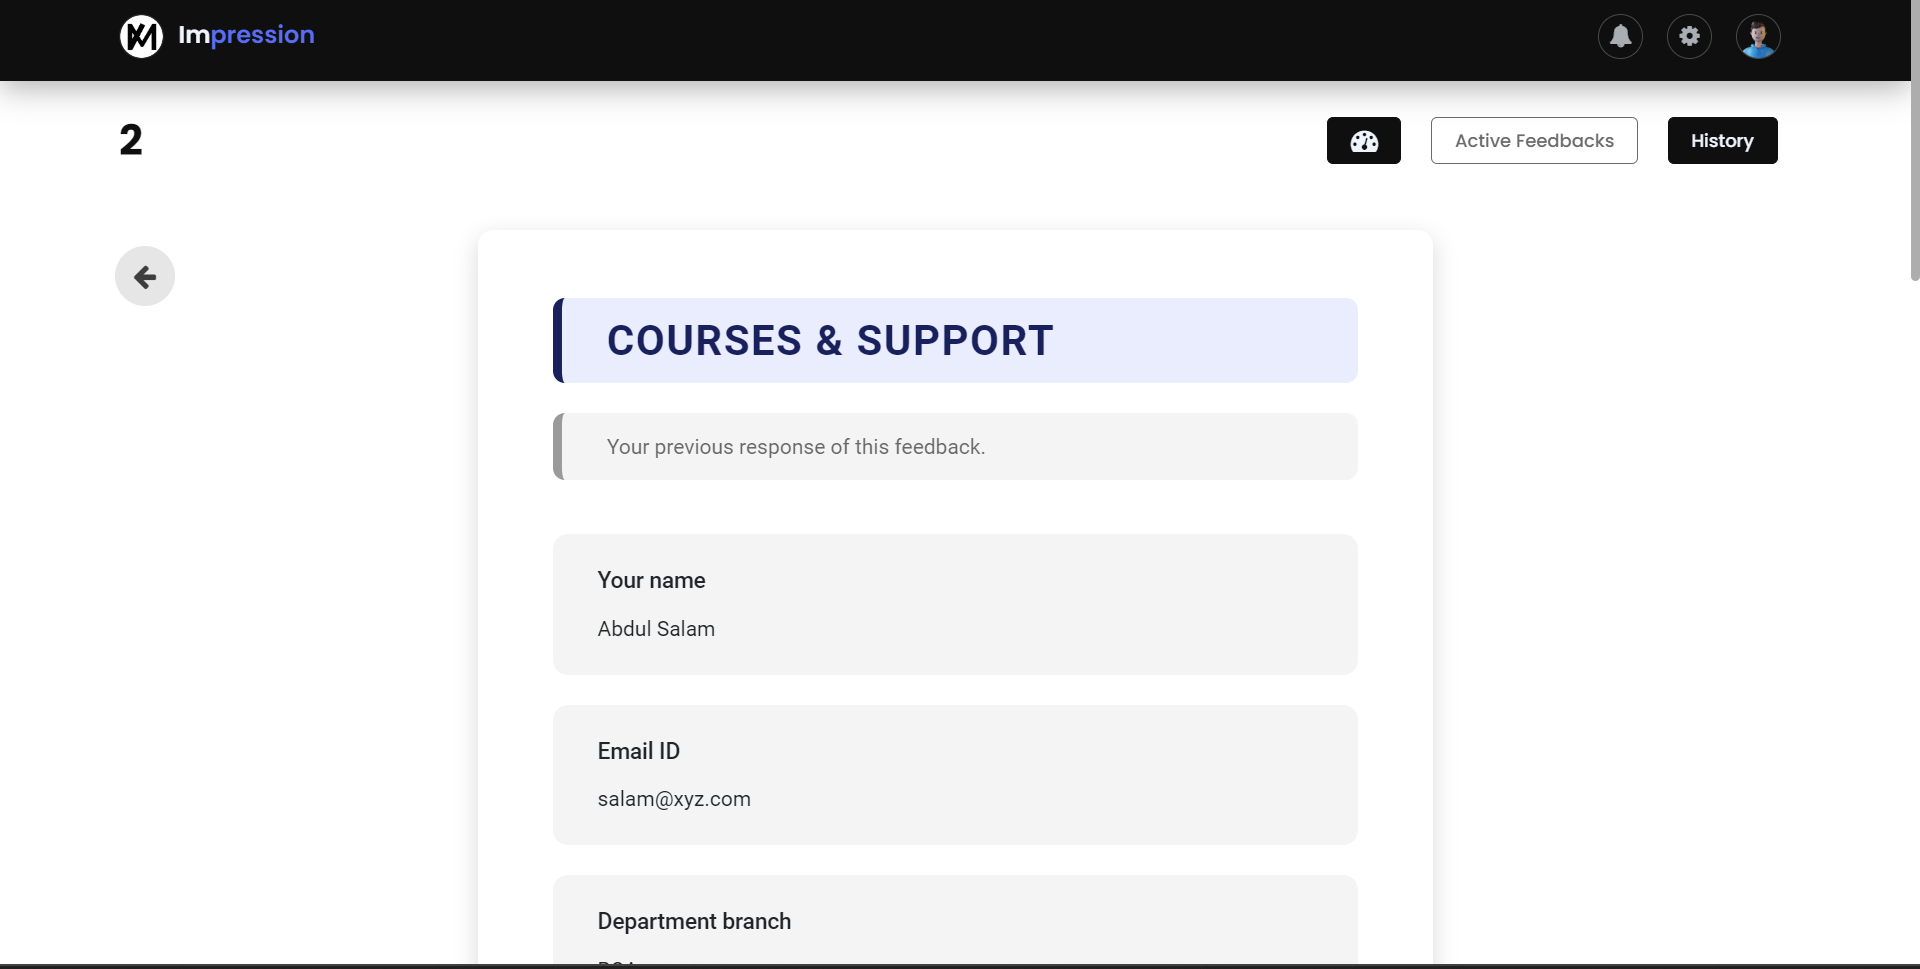 Impression
2
Active Feedbacks
History
COURSES & SUPPORT
Your previous response of this feedback.
Your name
Abdul Salam
Email ID
salam@xyz.com
Department branch